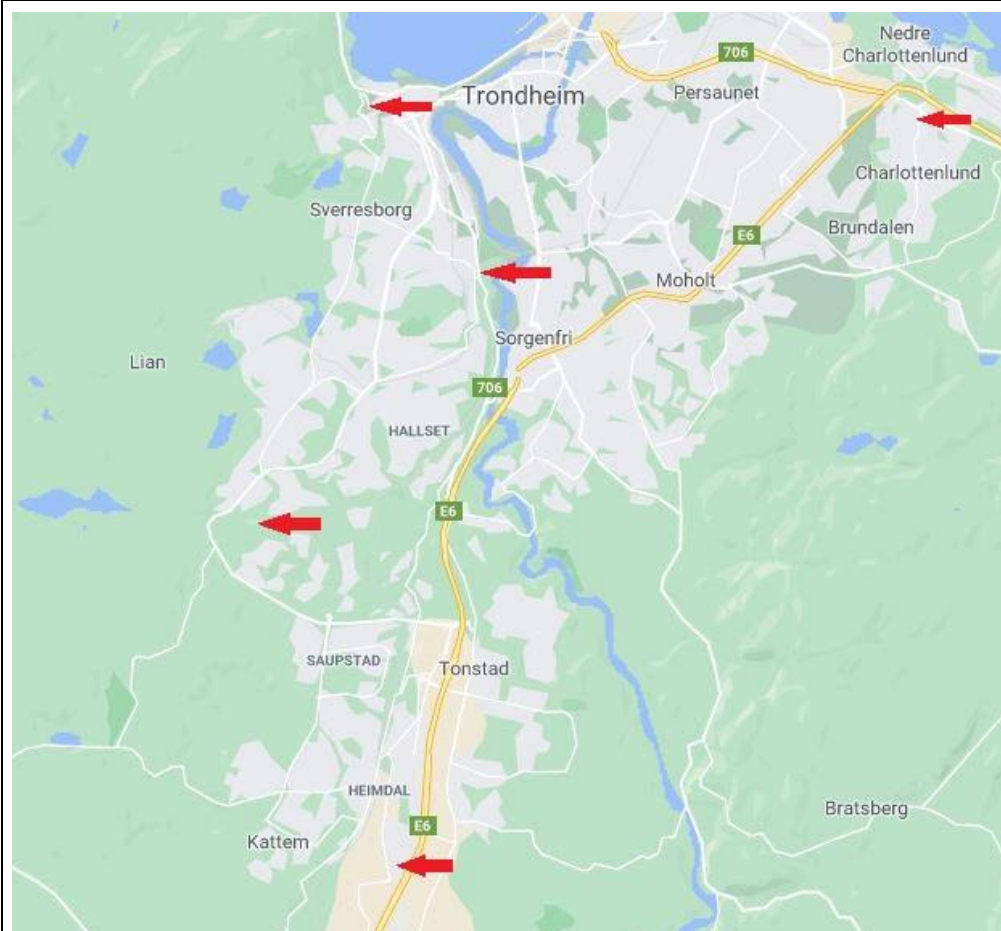 Nedre
Charlottenlund
706
Persaunet
Trondheim
Charlottenlund
Sverresborg
Brundalen
E6
Moholt
Sorgenfri
Lian
706
HALLSET
E6
SAUPSTAD
Tonstad
HEIMDAL
Bratsberg
E6
Kattem